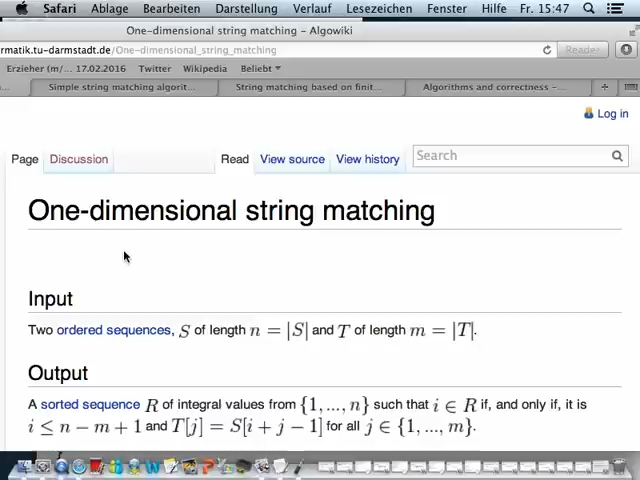 Safari Ablage Bearbeiten Darstellung Verlauf Lesezeichen Fenster Hilfe Fr. 15:47
One-dimensional string matching - Algowiki
rmatik.tu-darmstadt.de/One-dimensional_string_matching Reader
Erzieher (m/... 17.02.2016 Twitter Wikipedia Beliebt
Simple string matching algorit... String matching based on finit... Algorithms and correctness -...
Log in
Page Discussion Read View source View history Search
One-dimensional string matching
Input
Two ordered sequences, S of length n = |S| and T of length m = |T|.
Output
A sorted sequence R of integral values from {1, ..., n} such that i ∈ R if, and only if, it is
i ≤ n − m + 1 and T[j] = S[i + j − 1] for all j ∈ {1, ..., m}.